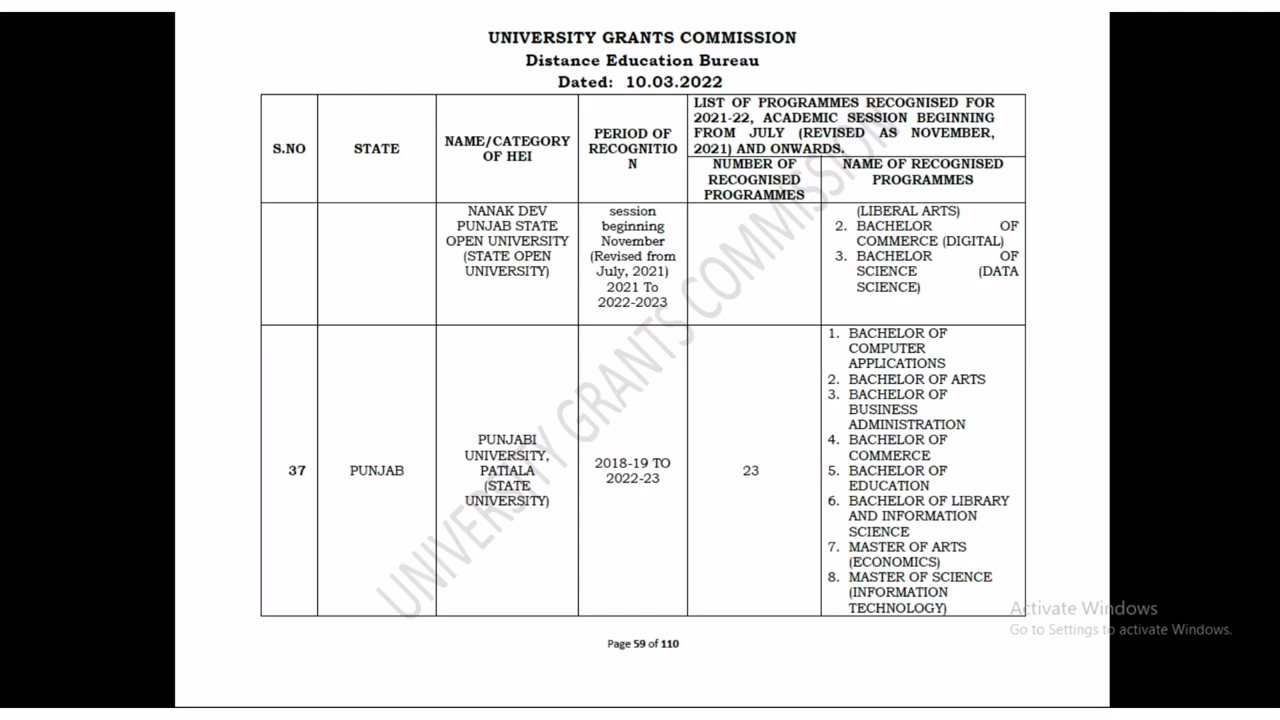 UNIVERSITY GRANTS COMMISSION
Distance Education Bureau
Dated: 10.03.2022
S.NO
STATE
NAME/CATEGORY
OF HEI
PERIOD OF
RECOGNITIO
N
LIST OF PROGRAMMES RECOGNISED FOR
2021-22, ACADEMIC SESSION BEGINNING
FROM JULY (REVISED AS NOVEMBER,
2021) AND ONWARDS.
NUMBER OF
RECOGNISED
PROGRAMMES
NAME OF RECOGNISED
PROGRAMMES
NANAK DEV
PUNJAB STATE
OPEN UNIVERSITY
(STATE OPEN
UNIVERSITY)
session
beginning
November
(Revised from
July, 2021)
2021 To
2022-2023
(LIBERAL ARTS)
2. BACHELOR OF
COMMERCE (DIGITAL)
3. BACHELOR OF
SCIENCE (DATA
SCIENCE)
37
PUNJAB
PUNJABI
UNIVERSITY,
PATIALA
(STATE
UNIVERSITY)
2018-19 TO
2022-23
23
1. BACHELOR OF
COMPUTER
APPLICATIONS
2. BACHELOR OF ARTS
3. BACHELOR OF
BUSINESS
ADMINISTRATION
4. BACHELOR OF
COMMERCE
5. BACHELOR OF
EDUCATION
6. BACHELOR OF LIBRARY
AND INFORMATION
SCIENCE
7. MASTER OF ARTS
(ECONOMICS)
8. MASTER OF SCIENCE
(INFORMATION
TECHNOLOGY)
UNIVERSITY GRANTS COMMISSION
Page 59 of 110
Activate Windows
Go to Settings to activate Windows.